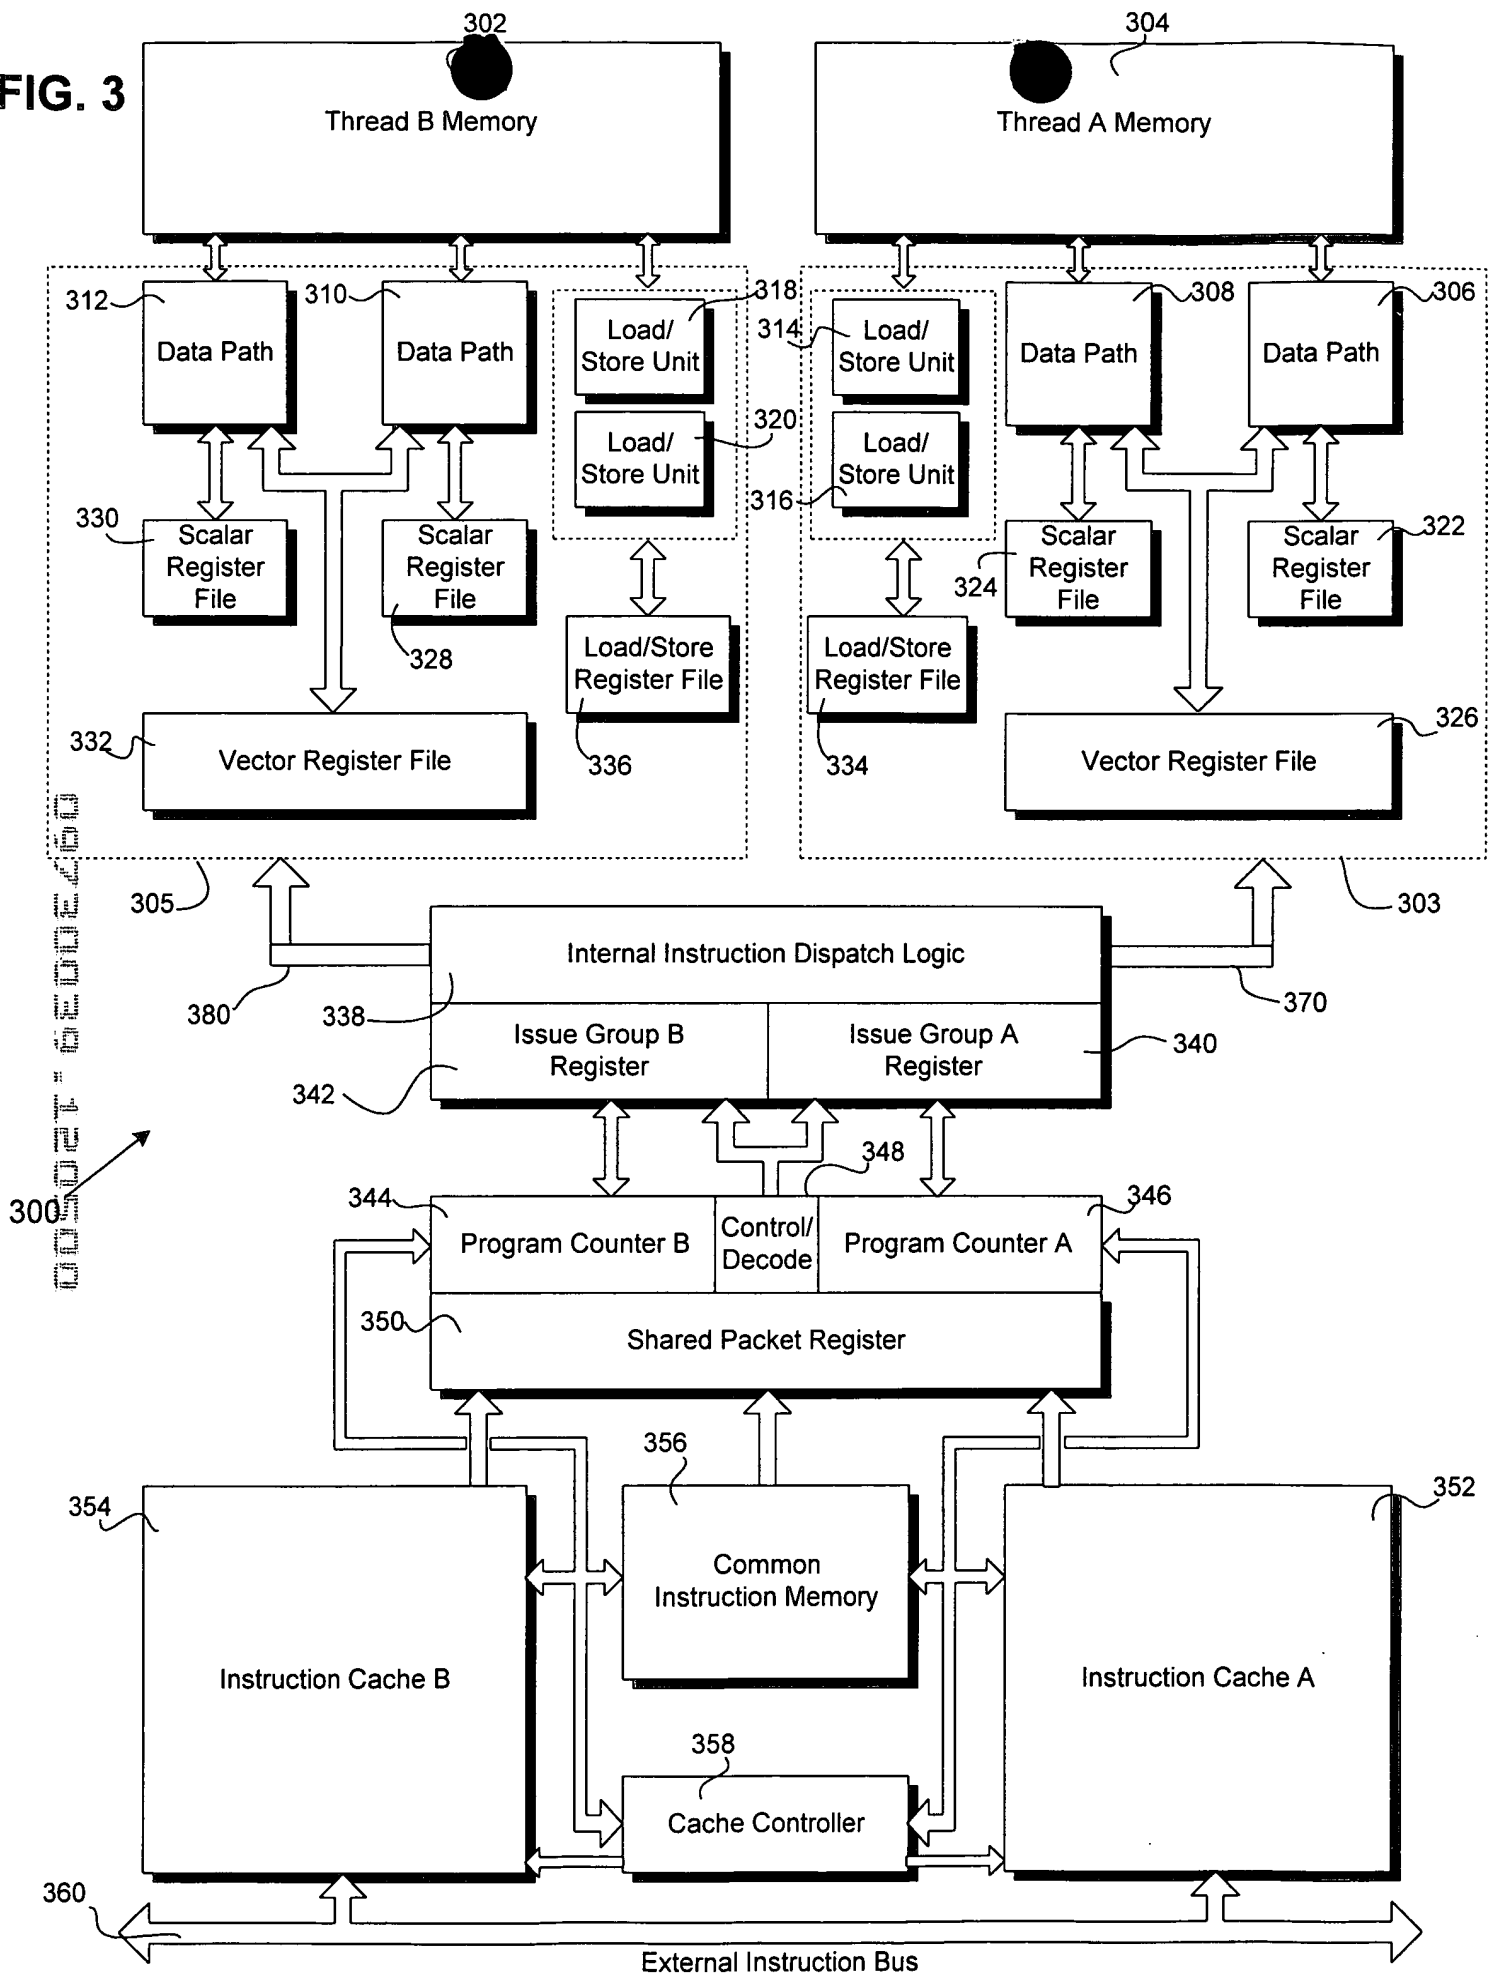 FIG. 3
302
304
Thread B Memory
Thread A Memory
312
310
318
314
308
306
Data Path
Data Path
Load/
Store Unit
Load/
Store Unit
Data Path
Data Path
320
316
Load/
Store Unit
Load/
Store Unit
330
Scalar
Register
File
Scalar
Register
File
328
324
Scalar
Register
File
Scalar
Register
File
322
Load/Store
Register File
336
Load/Store
Register File
334
332
Vector Register File
Vector Register File
326
305
303
Internal Instruction Dispatch Logic
380
338
370
Issue Group B
Register
Issue Group A
Register
340
342
348
344
346
Program Counter B
Control/
Decode
Program Counter A
300
350
Shared Packet Register
356
354
352
Common
Instruction Memory
Instruction Cache B
Instruction Cache A
358
Cache Controller
360
External Instruction Bus